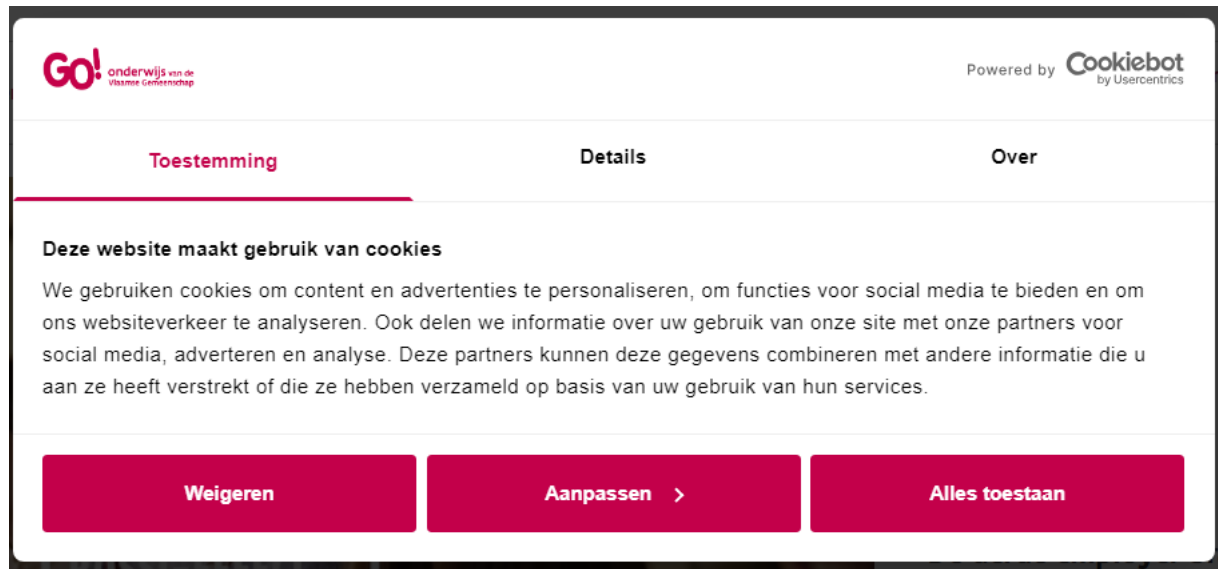 GO! onderwijs van de
Vlaamse Gemeenschap
Powered by Cookiebot
by Usercentrics
Toestemming
Details
Over
Deze website maakt gebruik van cookies
We gebruiken cookies om content en advertenties te personaliseren, om functies voor social media te bieden en om
ons websiteverkeer te analyseren. Ook delen we informatie over uw gebruik van onze site met onze partners voor
social media, adverteren en analyse. Deze partners kunnen deze gegevens combineren met andere informatie die u
aan ze heeft verstrekt of die ze hebben verzameld op basis van uw gebruik van hun services.
Weigeren
Aanpassen
Alles toestaan